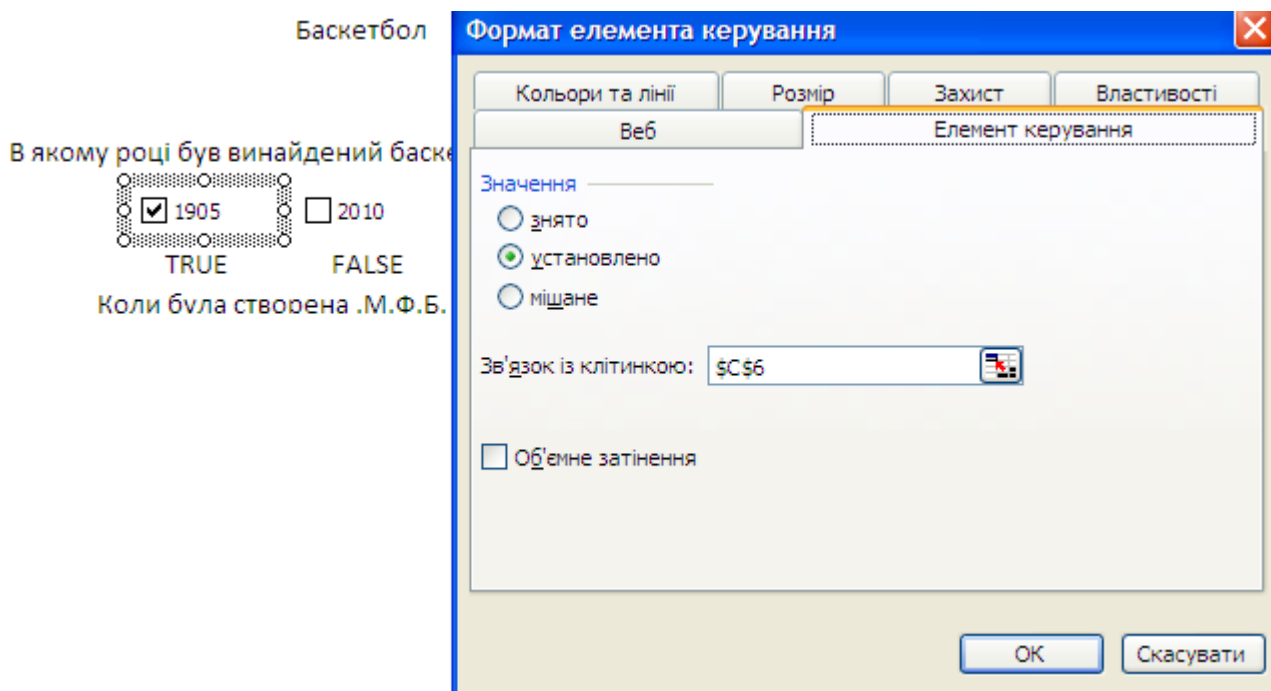 Баскетбол
Формат елемента керування
Кольори та лінії Розмір Захист Властивості
Веб Елемент керування
В якому році був винайдений баске
1905 2010
TRUE FALSE
Коли була створена .М.Ф.Б.
Значення
знято
установлено
мішане
Зв'язок із клітинкою: $C$6
Об'ємне затінення
ОК Скасувати